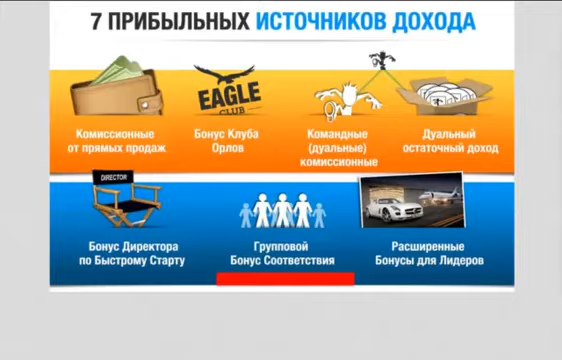 7 ПРИБЫЛЬНЫХ ИСТОЧНИКОВ ДОХОДА
EAGLE
CLUB
Комиссионные
от прямых продаж
Бонус Клуба
Орлов
Командные
(дуальные)
комиссионные
Дуальный
остаточный доход
DIRECTOR
Бонус Директора
по Быстрому Старту
Групповой
Бонус Соответствия
Расширенные
Бонусы для Лидеров